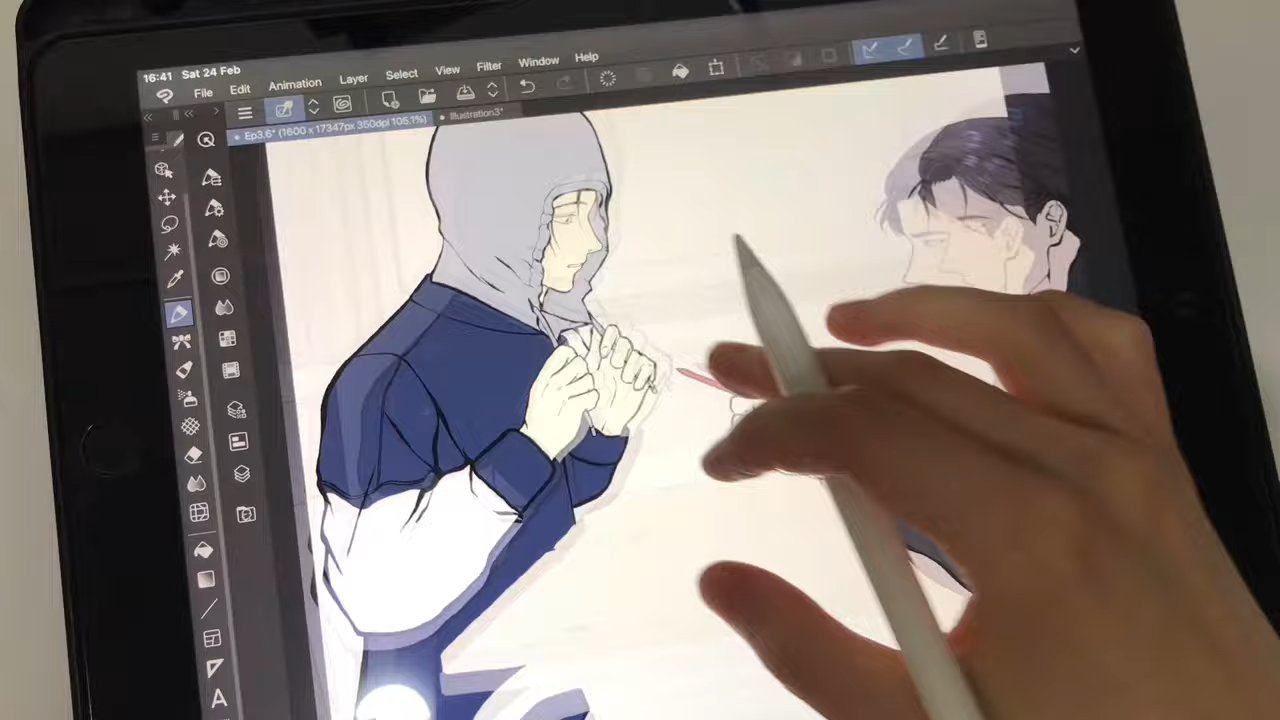 16:41 Sat 24 Feb
File Edit Animation Layer Select View Filter Window Help
Ep3.6* (1600 x 17347px 350dpi 105.1%) Illustration3*
A